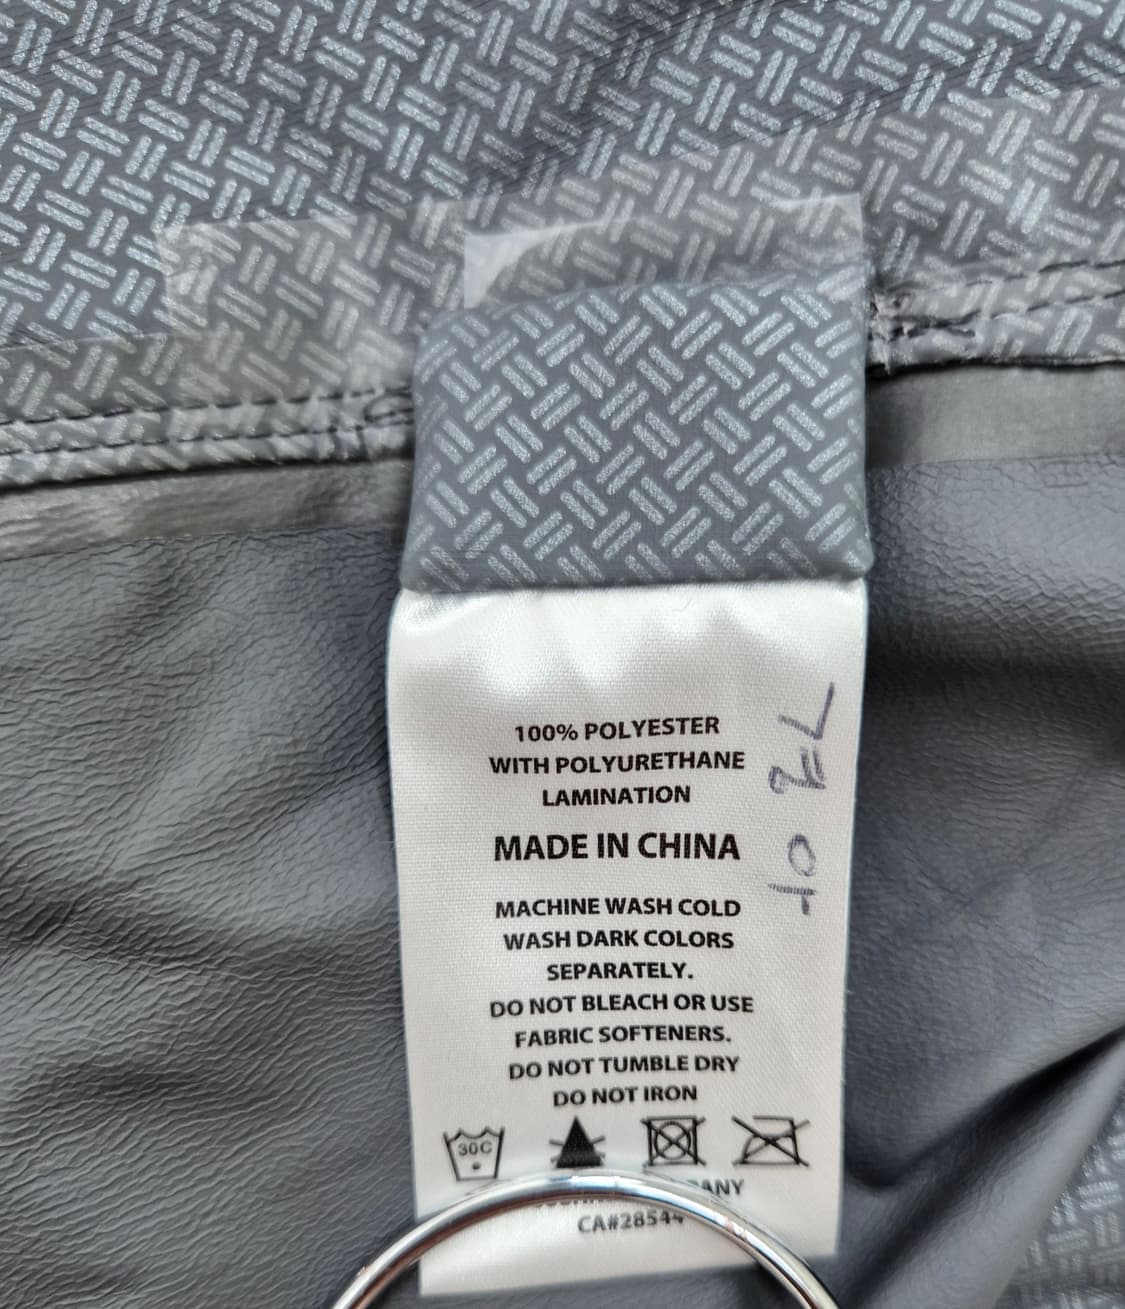 100% POLYESTER
WITH POLYURETHANE
LAMINATION
MADE IN CHINA
MACHINE WASH COLD
WASH DARK COLORS
SEPARATELY.
DO NOT BLEACH OR USE
FABRIC SOFTENERS.
DO NOT TUMBLE DRY
DO NOT IRON
30C
CA#28544